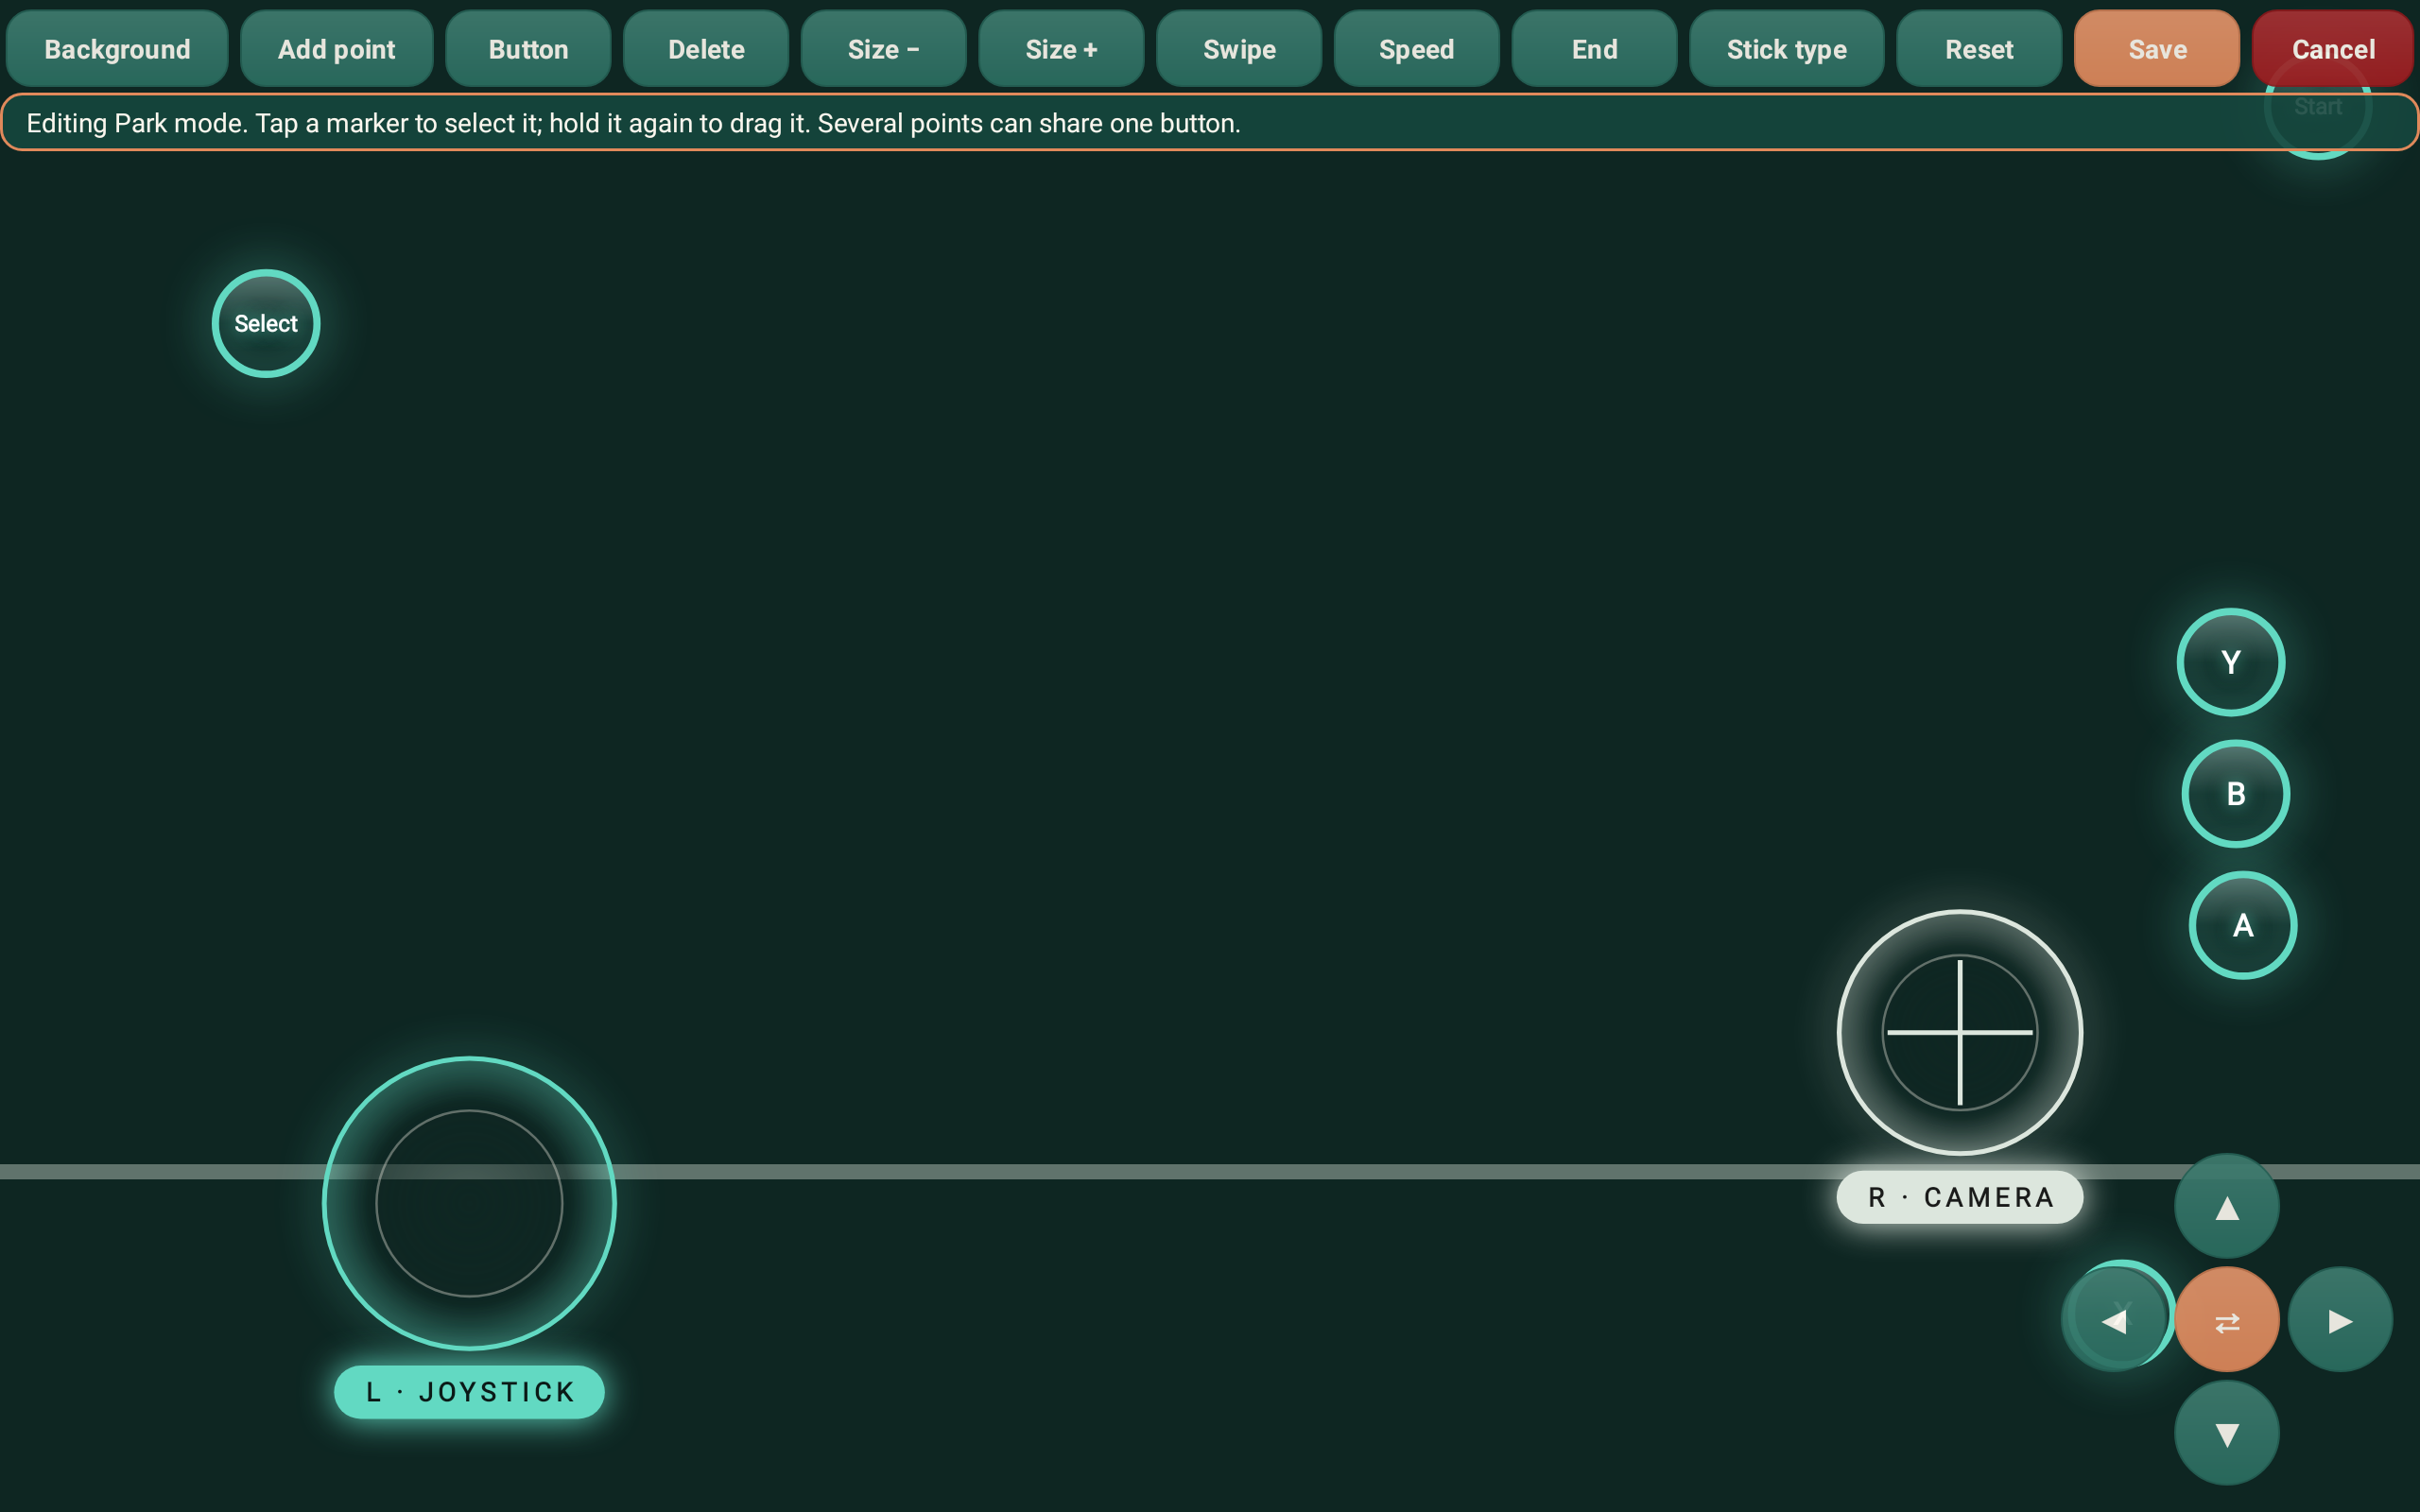 Background Add point Button Delete Size − Size + Swipe Speed End Stick type Reset Save Cancel
Start
Editing Park mode. Tap a marker to select it; hold it again to drag it. Several points can share one button.
Select
Y
B
A
R · CAMERA
▲
◀ X ⇄ ▶
L · JOYSTICK
▼